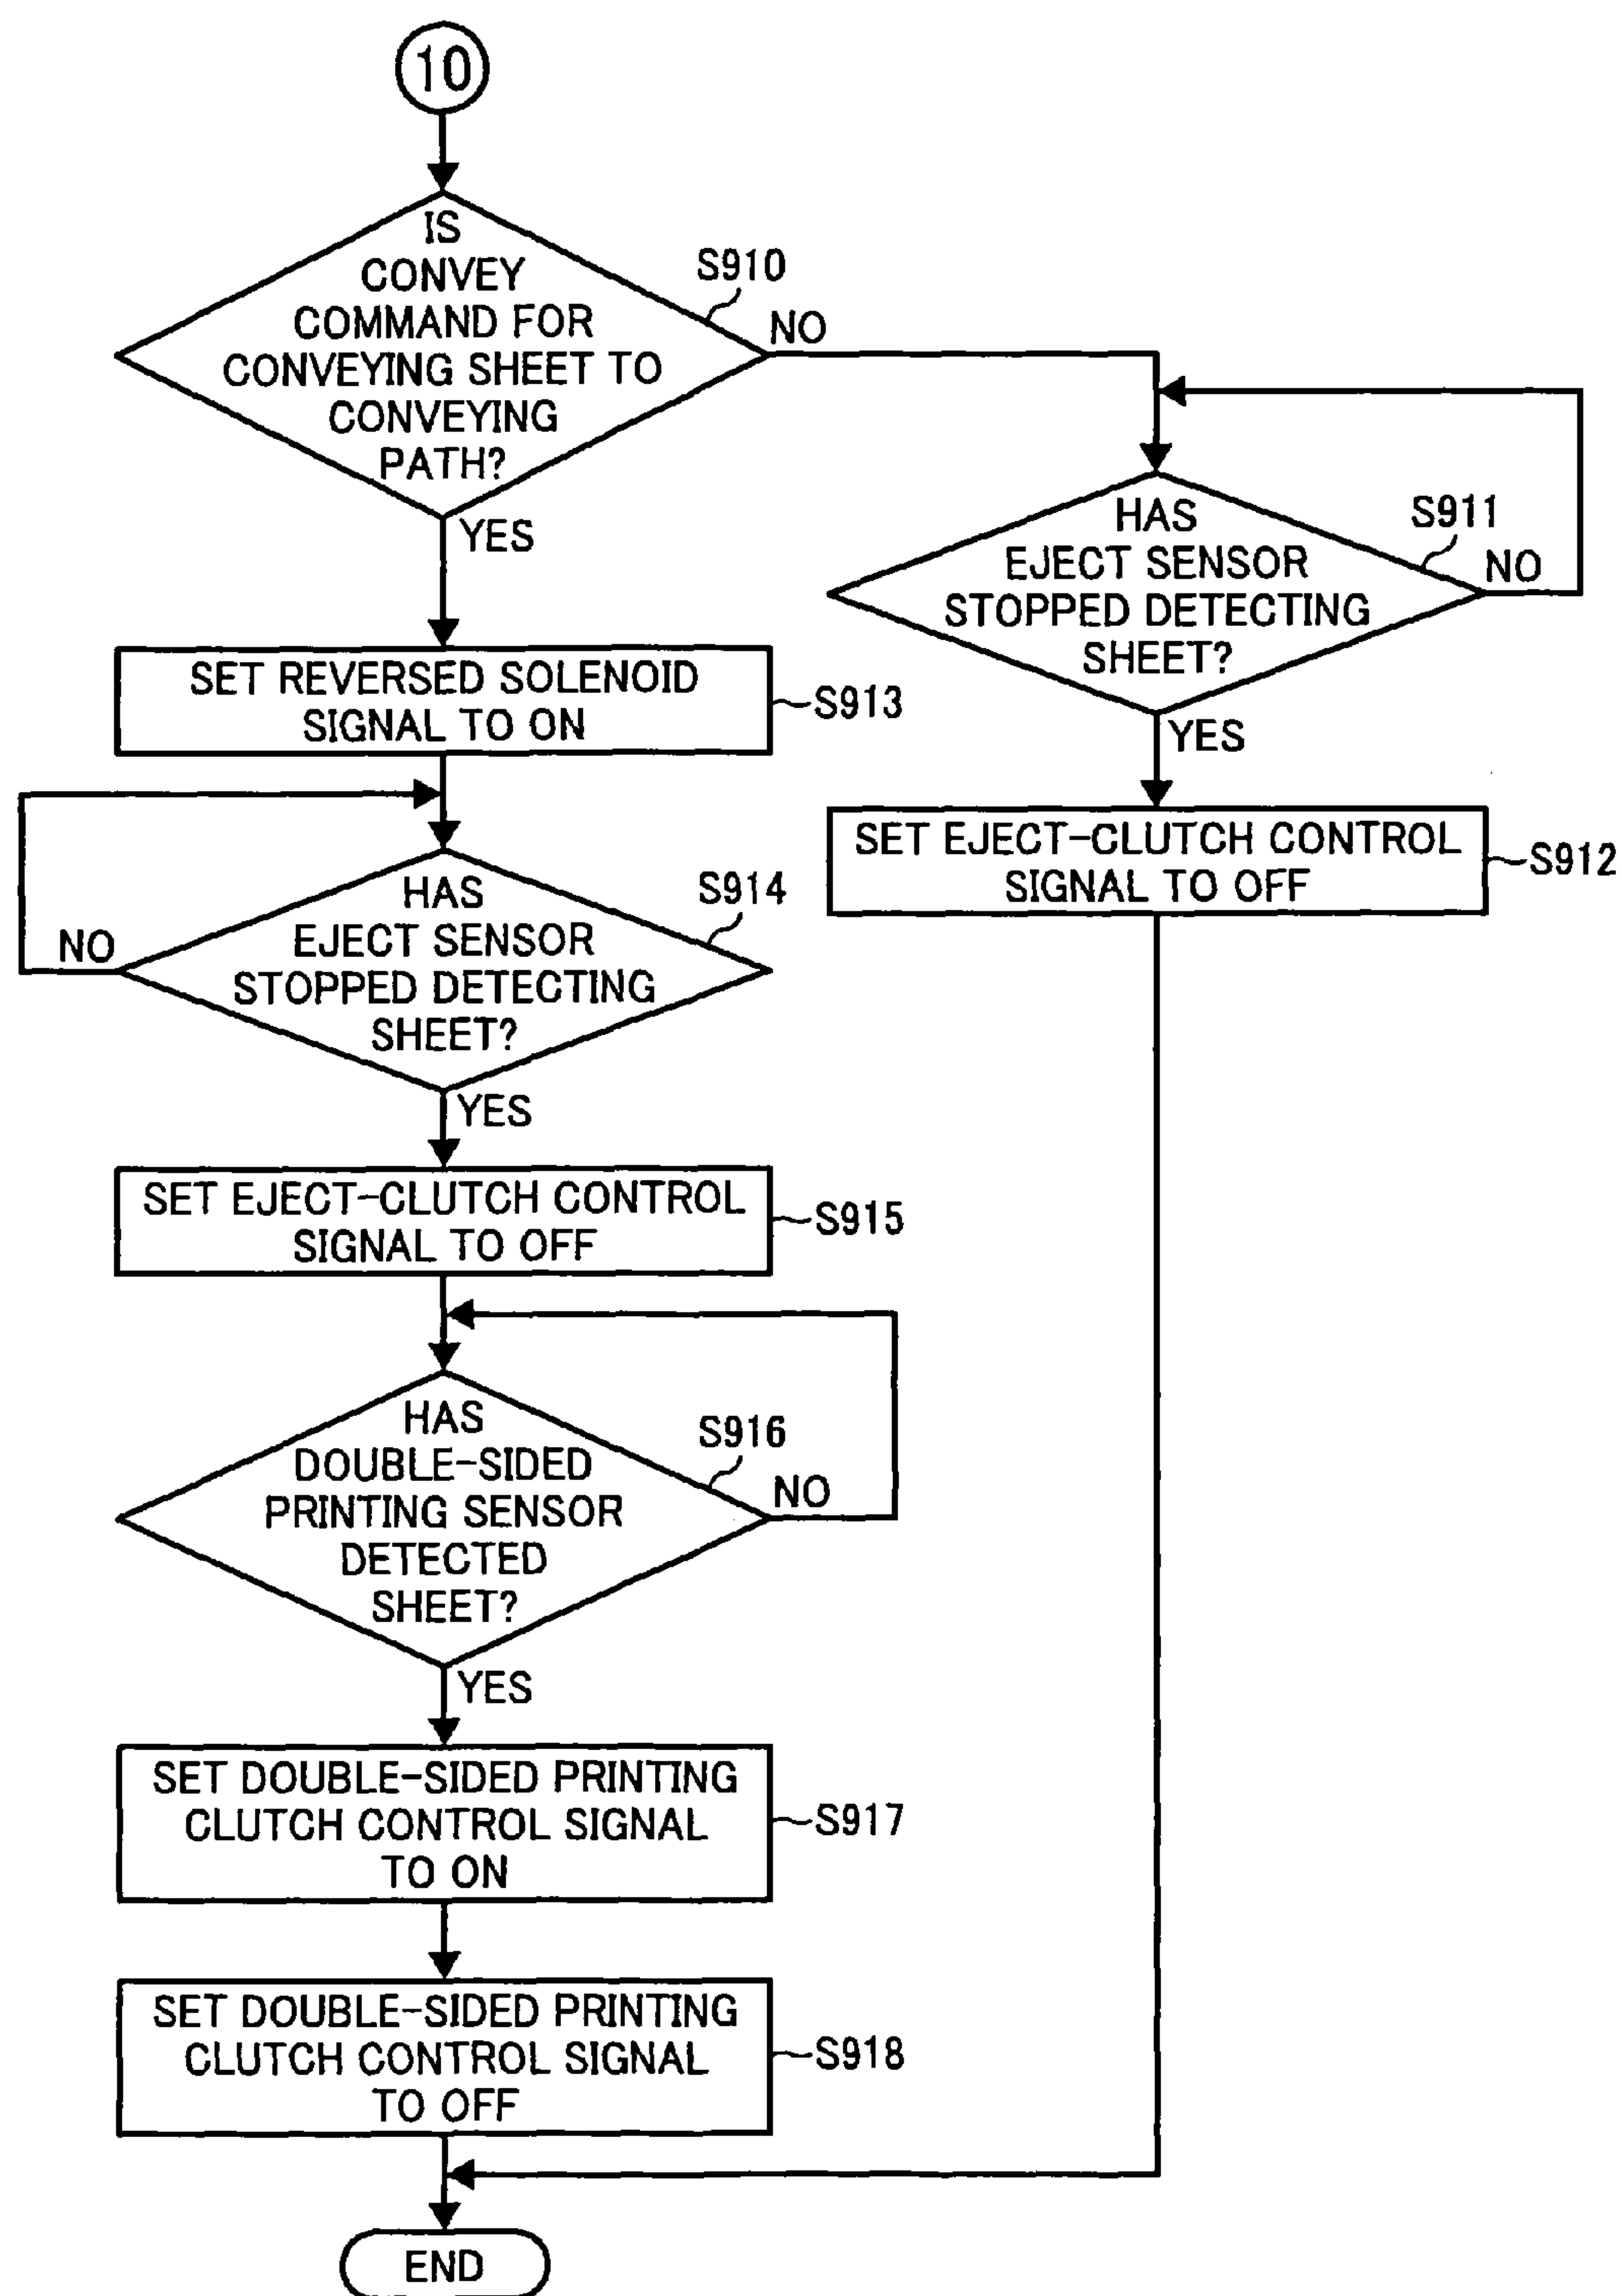 10
IS
CONVEY
COMMAND FOR
CONVEYING SHEET TO
CONVEYING
PATH?
S910
NO
YES
HAS
EJECT SENSOR
STOPPED DETECTING
SHEET?
S911
NO
YES
SET EJECT-CLUTCH CONTROL
SIGNAL TO OFF
S912
SET REVERSED SOLENOID
SIGNAL TO ON
S913
HAS
EJECT SENSOR
STOPPED DETECTING
SHEET?
S914
NO
YES
SET EJECT-CLUTCH CONTROL
SIGNAL TO OFF
S915
HAS
DOUBLE-SIDED
PRINTING SENSOR
DETECTED
SHEET?
S916
NO
YES
SET DOUBLE-SIDED PRINTING
CLUTCH CONTROL SIGNAL
TO ON
S917
SET DOUBLE-SIDED PRINTING
CLUTCH CONTROL SIGNAL
TO OFF
S918
END